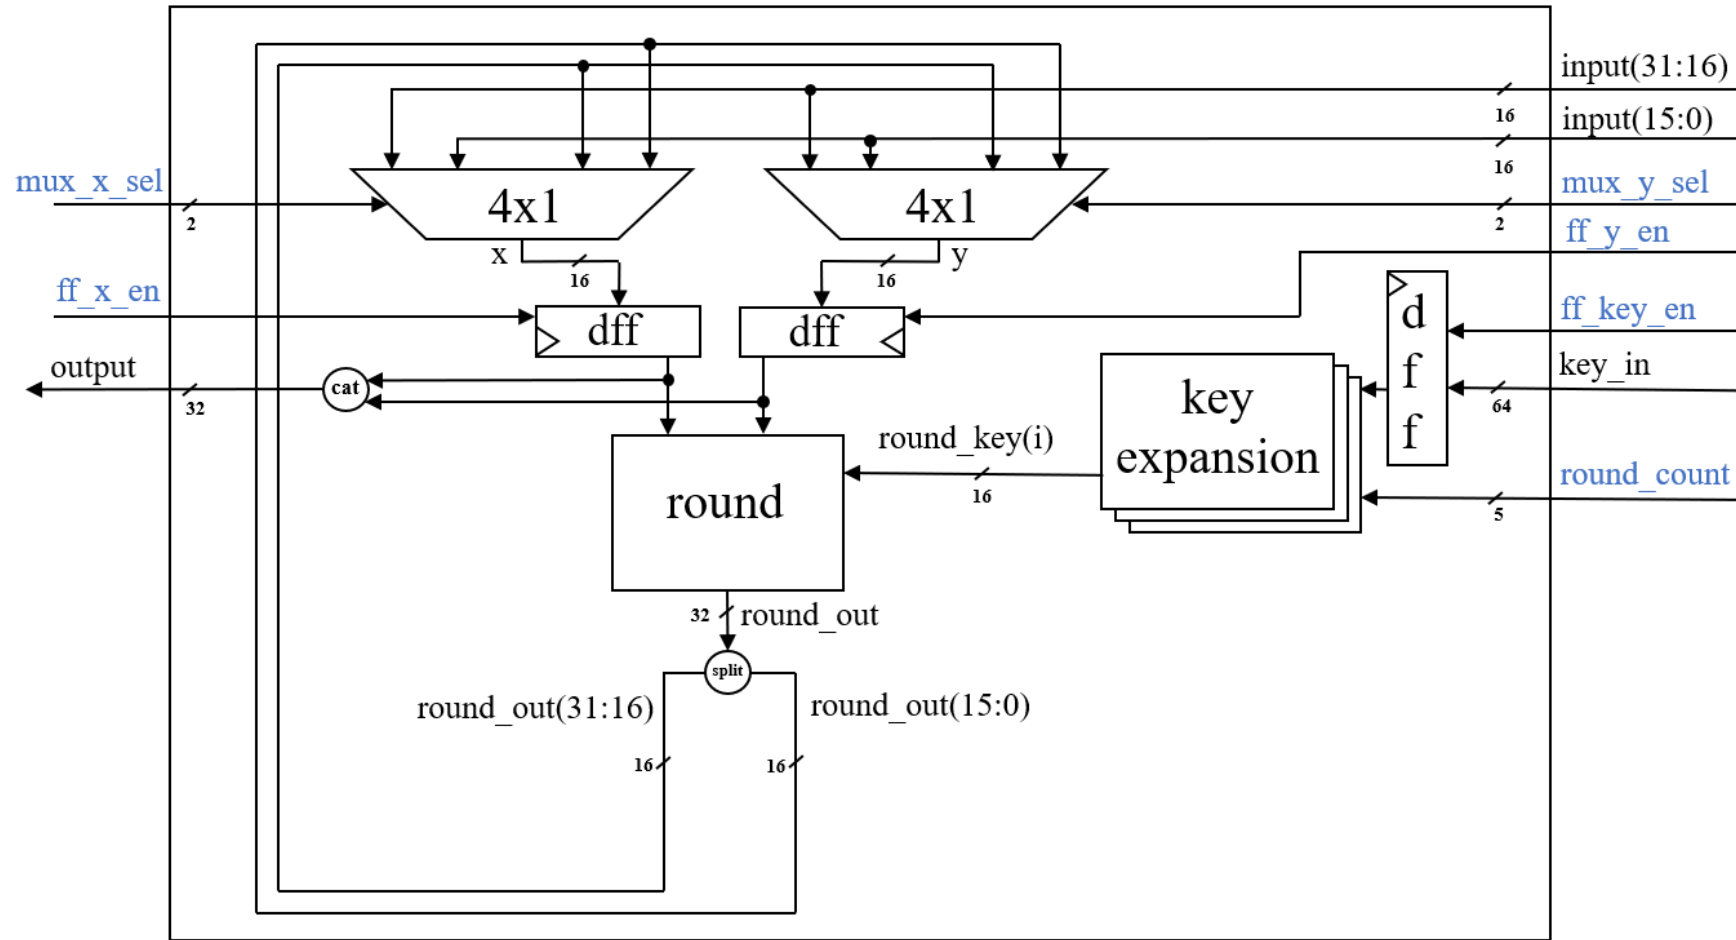 input(31:16)
16
input(15:0)
16
mux_x_sel
2
4x1
4x1
mux_y_sel
2
ff_y_en
x
16
16
y
ff_x_en
dff
dff
d
f
f
ff_key_en
output
32
cat
key
expansion
key_in
64
round_key(i)
16
round_count
5
round
32
round_out
split
round_out(31:16)
round_out(15:0)
16
16